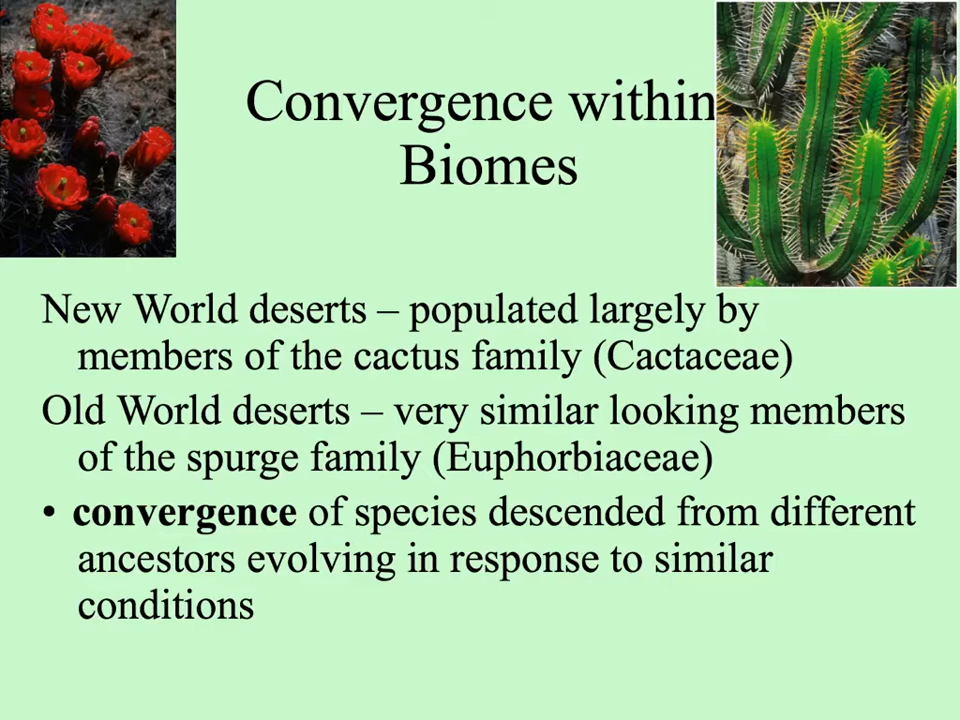 Convergence within
Biomes
New World deserts – populated largely by
members of the cactus family (Cactaceae)
Old World deserts – very similar looking members
of the spurge family (Euphorbiaceae)
• convergence of species descended from different
ancestors evolving in response to similar
conditions